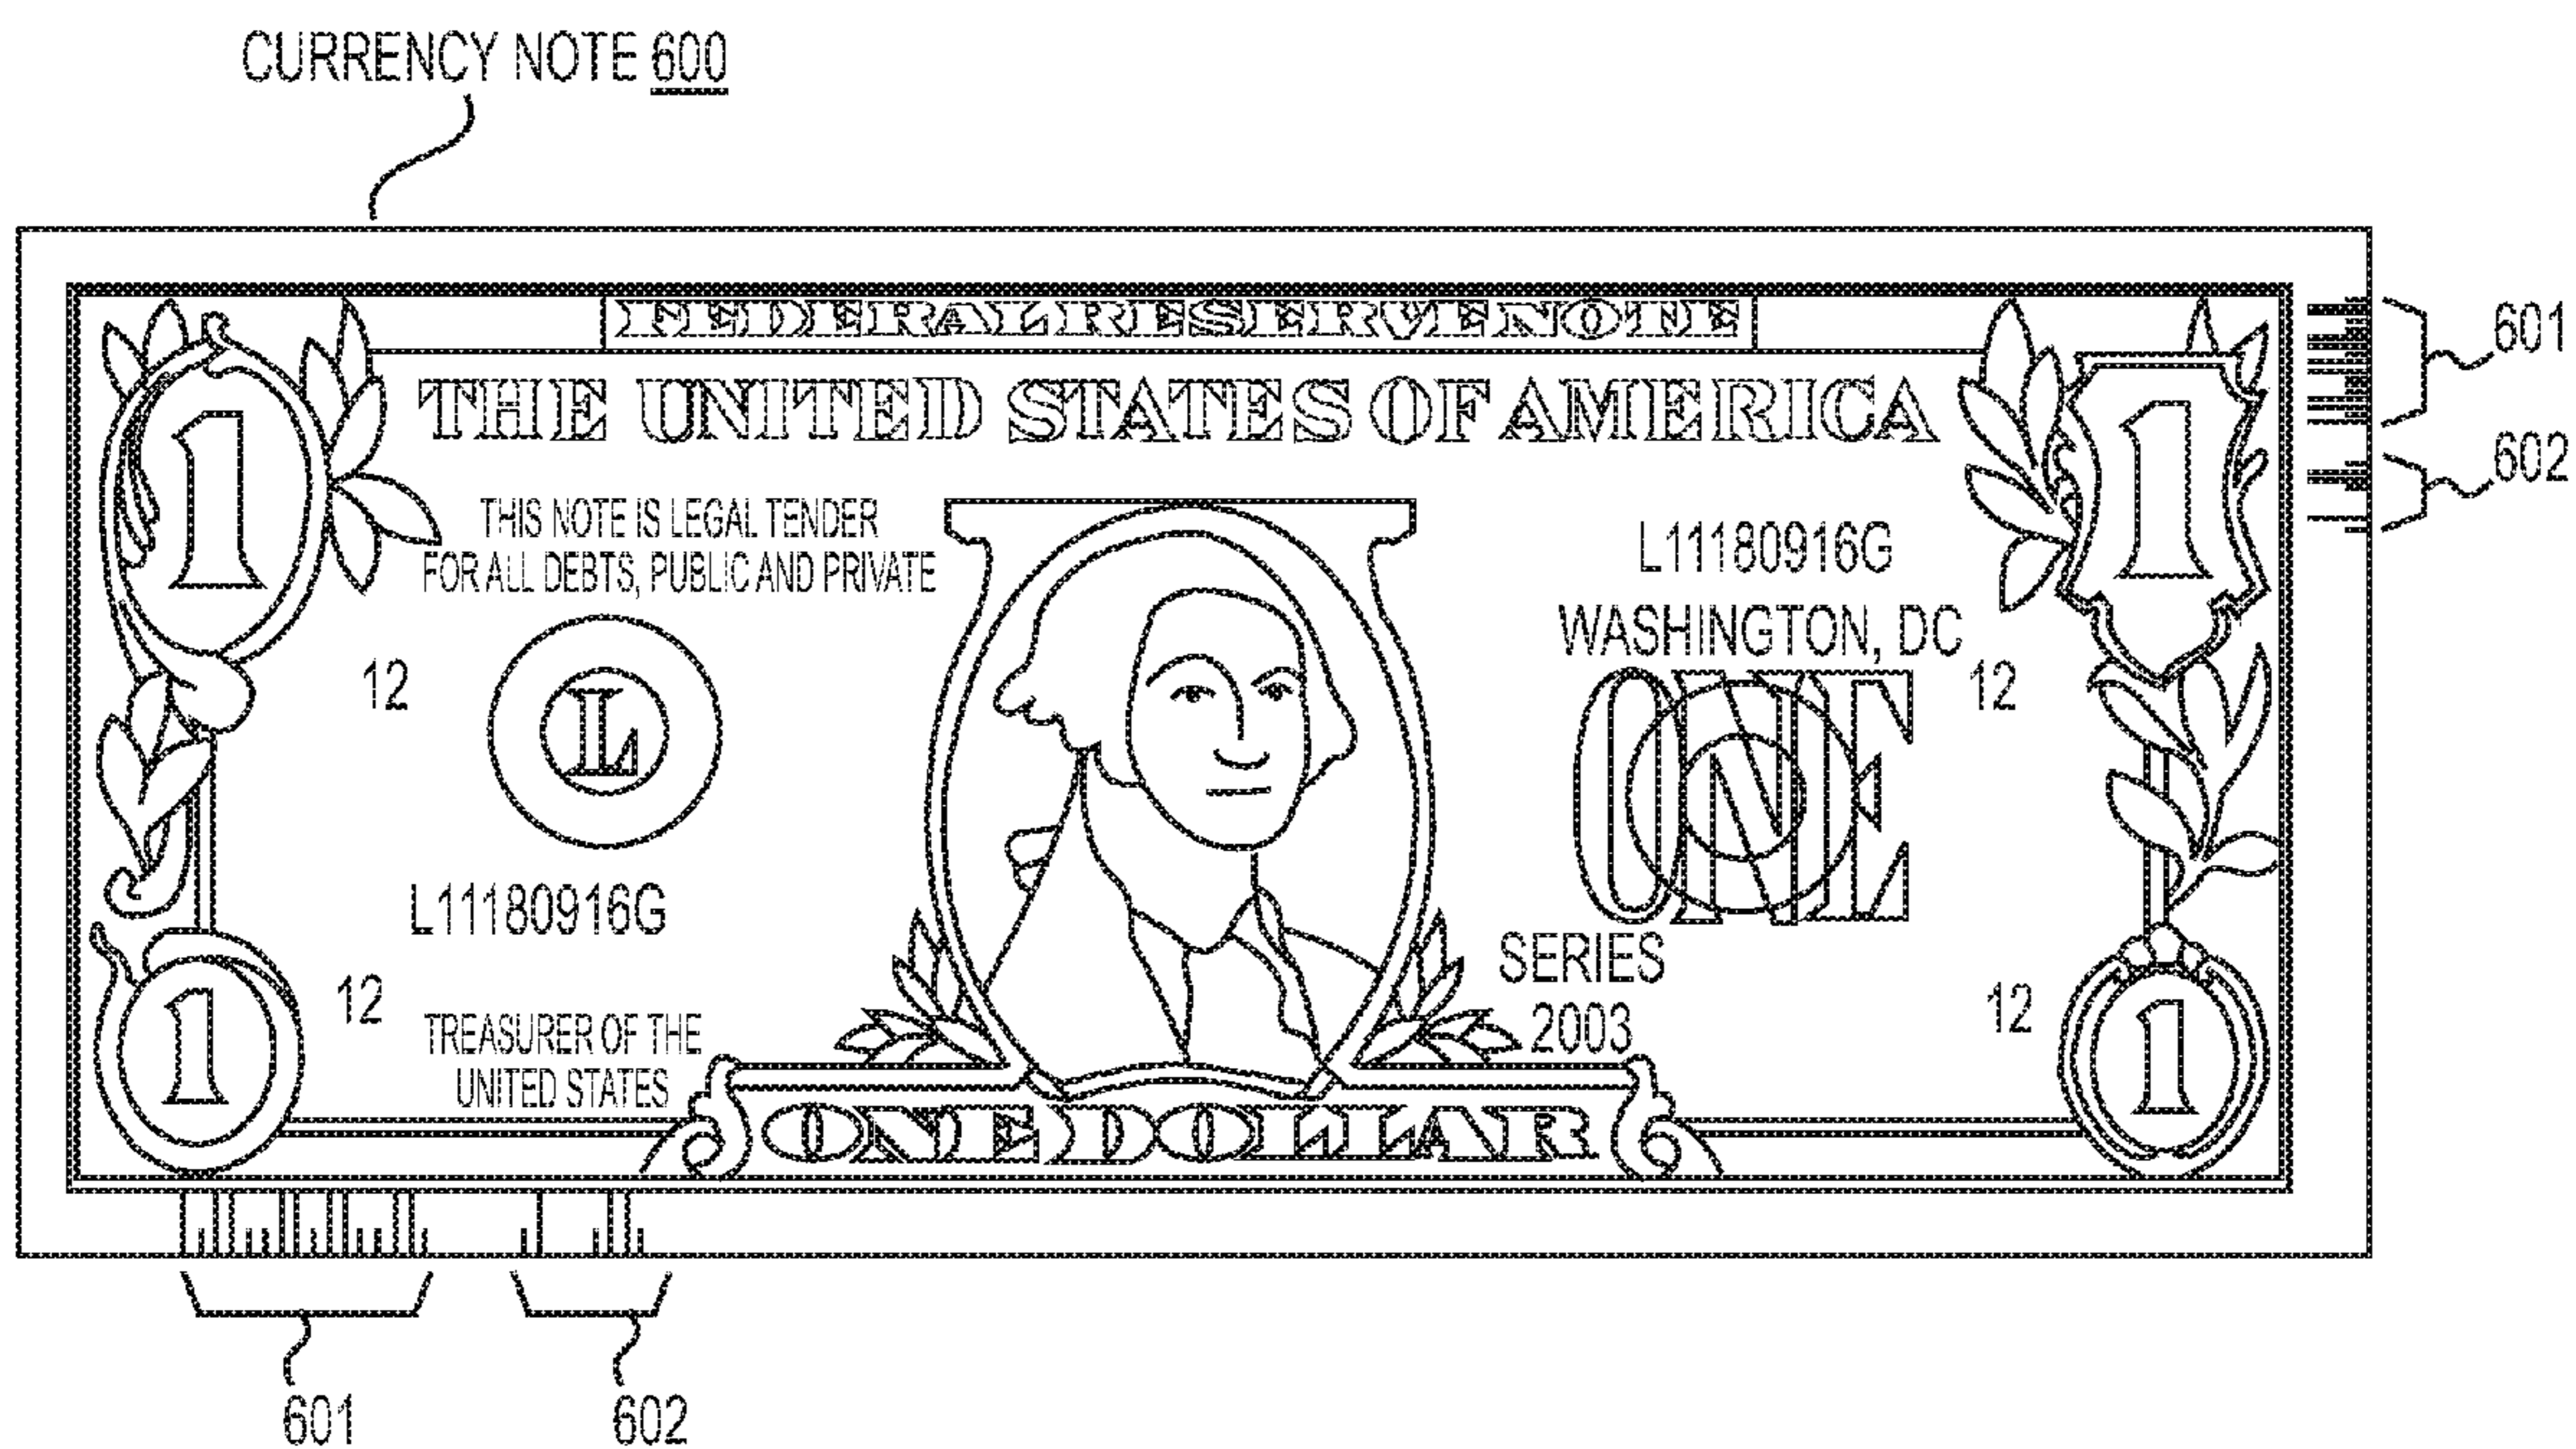 CURRENCY NOTE 600
FEDERAL RESERVE NOTE
THE UNITED STATES OF AMERICA
1
1
601
602
THIS NOTE IS LEGAL TENDER
FOR ALL DEBTS, PUBLIC AND PRIVATE
L11180916G
WASHINGTON, DC
12
L
ONE
12
L11180916G
SERIES
2003
12
12
1
1
TREASURER OF THE
UNITED STATES
ONE DOLLAR
601
602